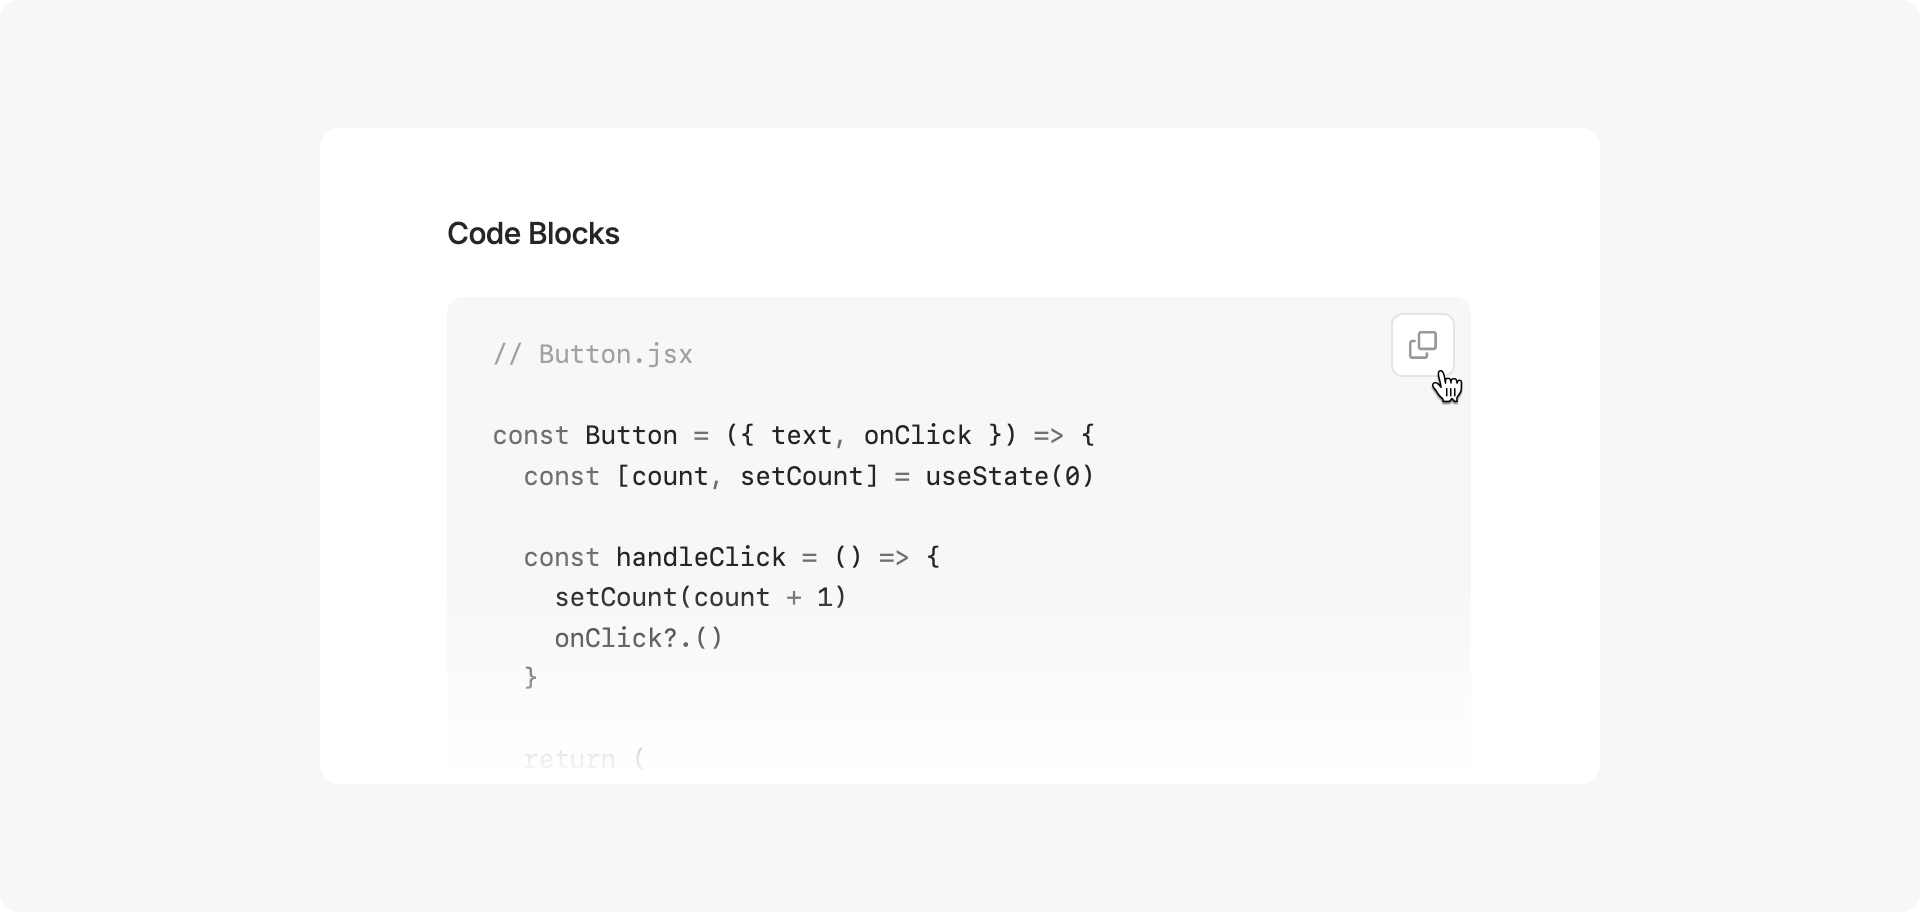 Code Blocks
// Button.jsx
const Button = ({ text, onClick }) => {
  const [count, setCount] = useState(0)
  const handleClick = () => {
    setCount(count + 1)
    onClick?.()
  }
  return (